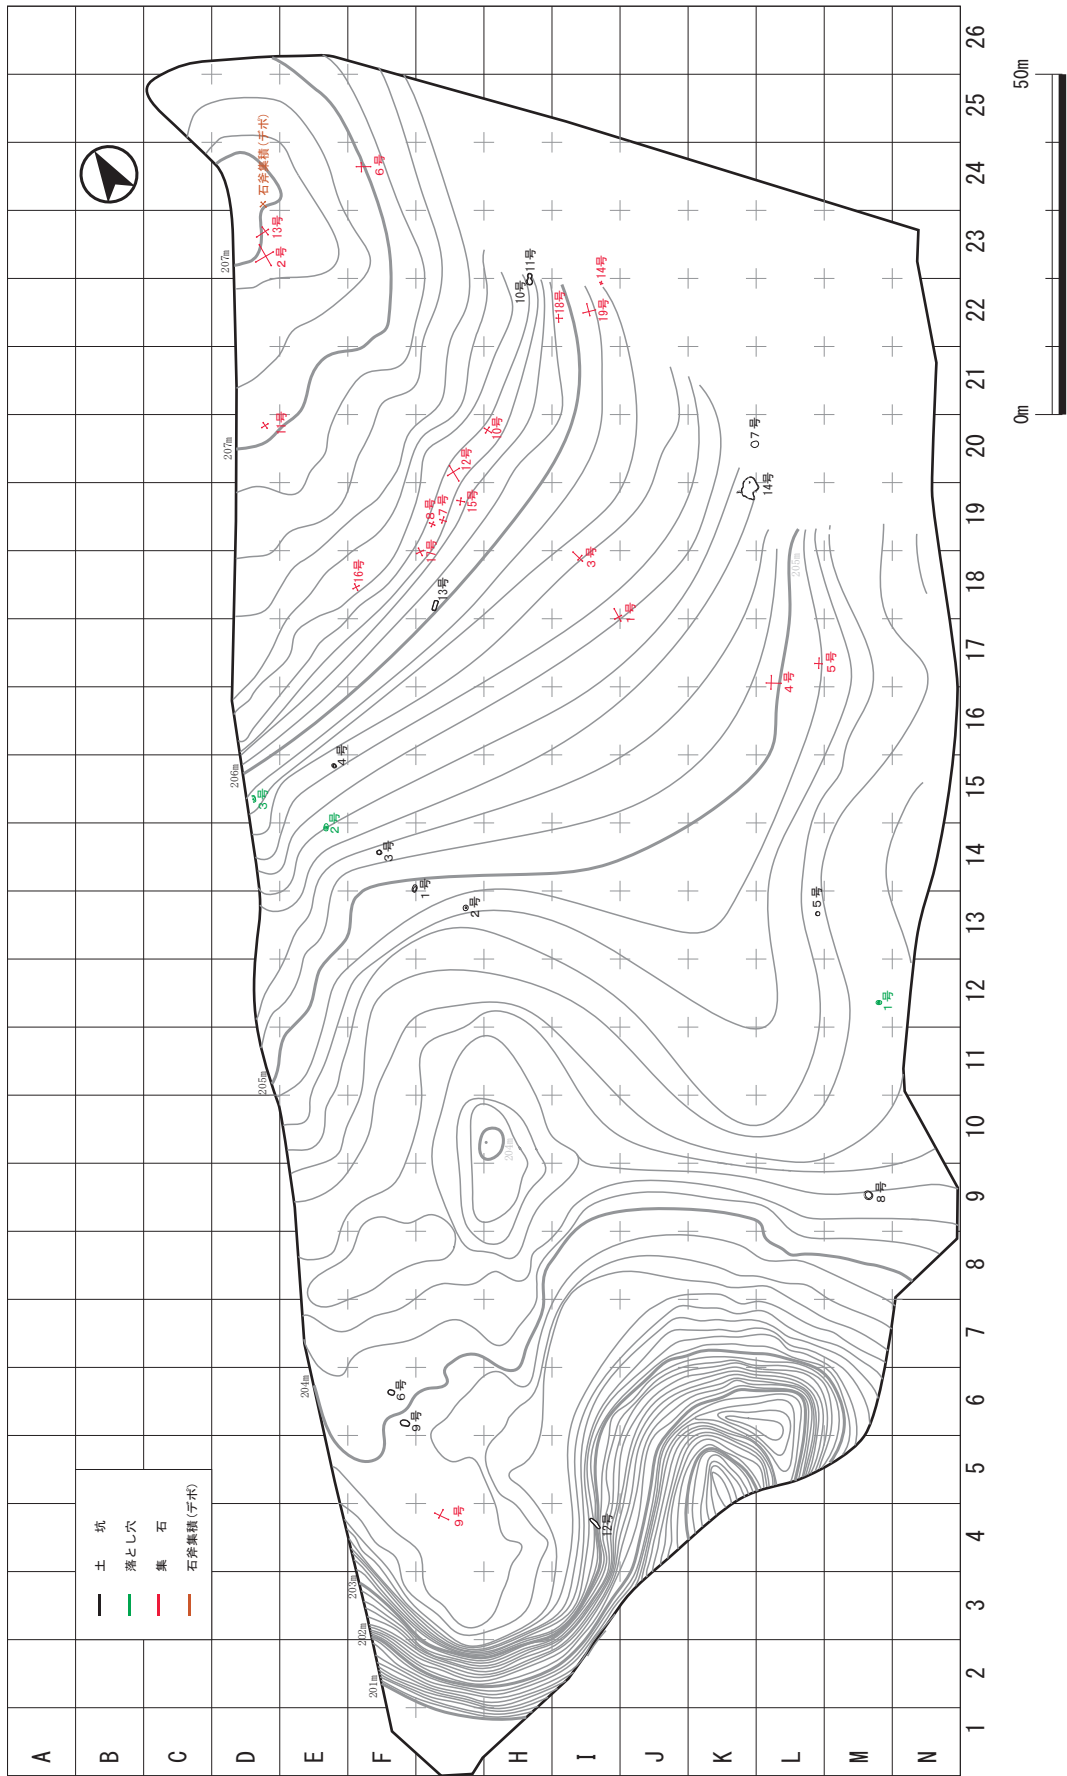 26
25
24
23
22
21
20
19
18
17
16
15
14
13
12
11
10
9
8
7
6
5
4
3
2
1
A
B
C
D
E
F
H
I
J
K
L
M
N
50m
0m
土 坑
落とし穴
集 石
石斧集積(デポ)
石斧集積(デポ)
13号
2号
6号
207m
11号
10号
14号
18号
19号
11号
207m
10号
12号
15号
8号
7号
17号
16号
13号
3号
1号
7号
14号
205m
5号
4号
206m
3号
4号
2号
3号
1号
2号
5号
1号
205m
204m
8号
204m
6号
9号
9号
12号
203m
202m
201m